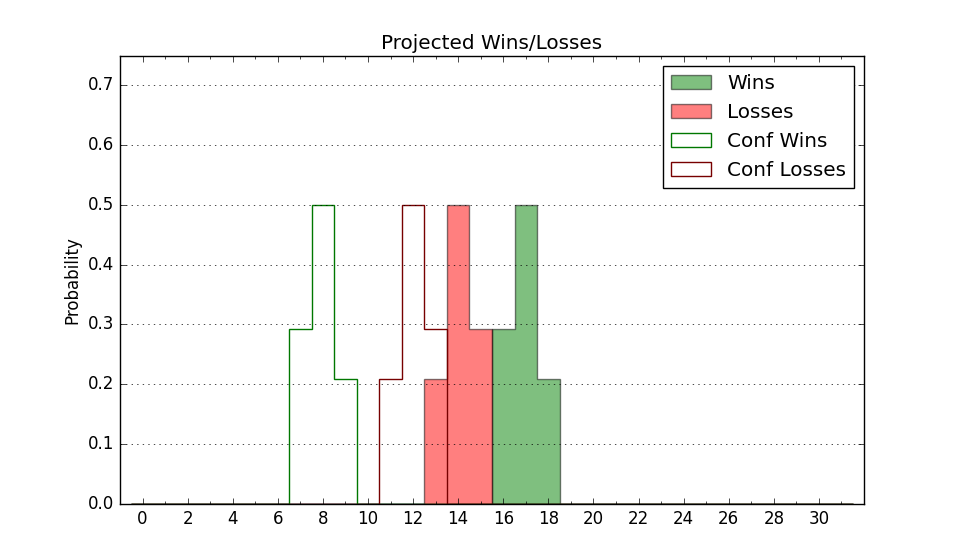 Projected Wins/Losses
Wins
Losses
Conf Wins
Conf Losses
Probability
0.7
0.6
0.5
0.4
0.3
0.2
0.1
0.0
0 2 4 6 8 10 12 14 16 18 20 22 24 26 28 30